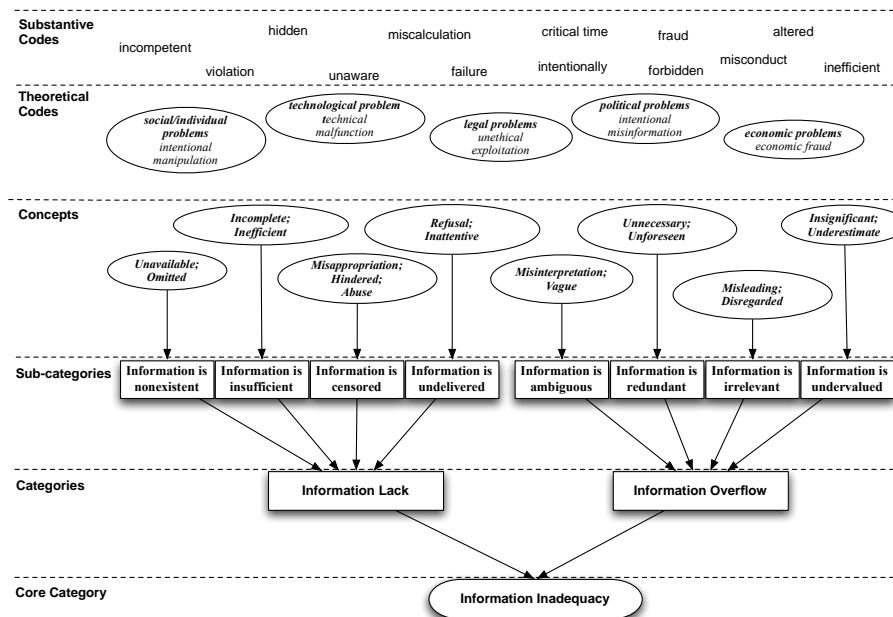 Substantive
Codes
incompetent
hidden
miscalculation
critical time
fraud
altered
violation
unaware
failure
intentionally
forbidden
misconduct
inefficient
Theoretical
Codes
social/individual
problems
intentional
manipulation
technological problem
technical
malfunction
legal problems
unethical
exploitation
political problems
intentional
misinformation
economic problems
economic fraud
Concepts
Unavailable;
Omitted
Incomplete;
Inefficient
Misappropriation;
Hindered;
Abuse
Refusal;
Inattentive
Misinterpretation;
Vague
Unnecessary;
Unforeseen
Misleading;
Disregarded
Insignificant;
Underestimate
Sub-categories
Information is
nonexistent
Information is
insufficient
Information is
censored
Information is
undelivered
Information is
ambiguous
Information is
redundant
Information is
irrelevant
Information is
undervalued
Categories
Information Lack
Information Overflow
Core Category
Information Inadequacy